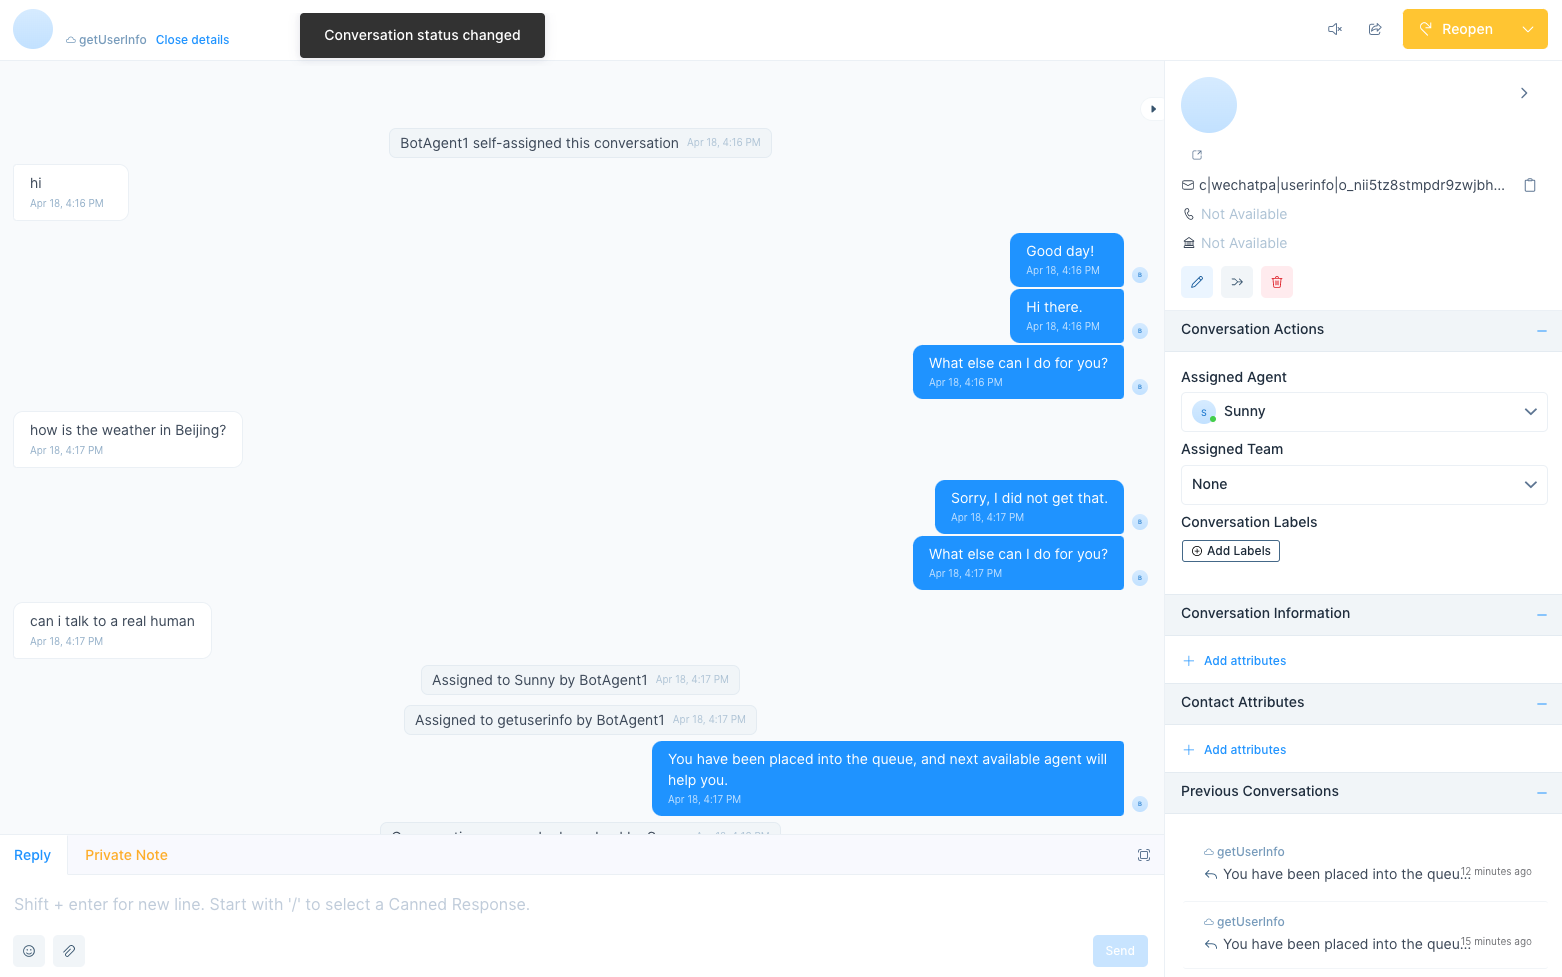 getUserInfo Close details
Conversation status changed
Reopen
BotAgent1 self-assigned this conversation Apr 18, 4:16 PM
hi
Apr 18, 4:16 PM
Good day!
Apr 18, 4:16 PM
B
Hi there.
Apr 18, 4:16 PM
B
What else can I do for you?
Apr 18, 4:16 PM
B
how is the weather in Beijing?
Apr 18, 4:17 PM
Sorry, I did not get that.
Apr 18, 4:17 PM
B
What else can I do for you?
Apr 18, 4:17 PM
B
can i talk to a real human
Apr 18, 4:17 PM
Assigned to Sunny by BotAgent1 Apr 18, 4:17 PM
Assigned to getuserinfo by BotAgent1 Apr 18, 4:17 PM
You have been placed into the queue, and next available agent will
help you.
Apr 18, 4:17 PM
B
Reply
Private Note
Shift + enter for new line. Start with '/' to select a Canned Response.
Send
c|wechatpa|userinfo|o_nii5tz8stmpdr9zwjbh...
Not Available
Not Available
Conversation Actions
Assigned Agent
S Sunny
Assigned Team
None
Conversation Labels
Add Labels
Conversation Information
Add attributes
Contact Attributes
Add attributes
Previous Conversations
getUserInfo
You have been placed into the queu... 12 minutes ago
getUserInfo
You have been placed into the queu... 15 minutes ago